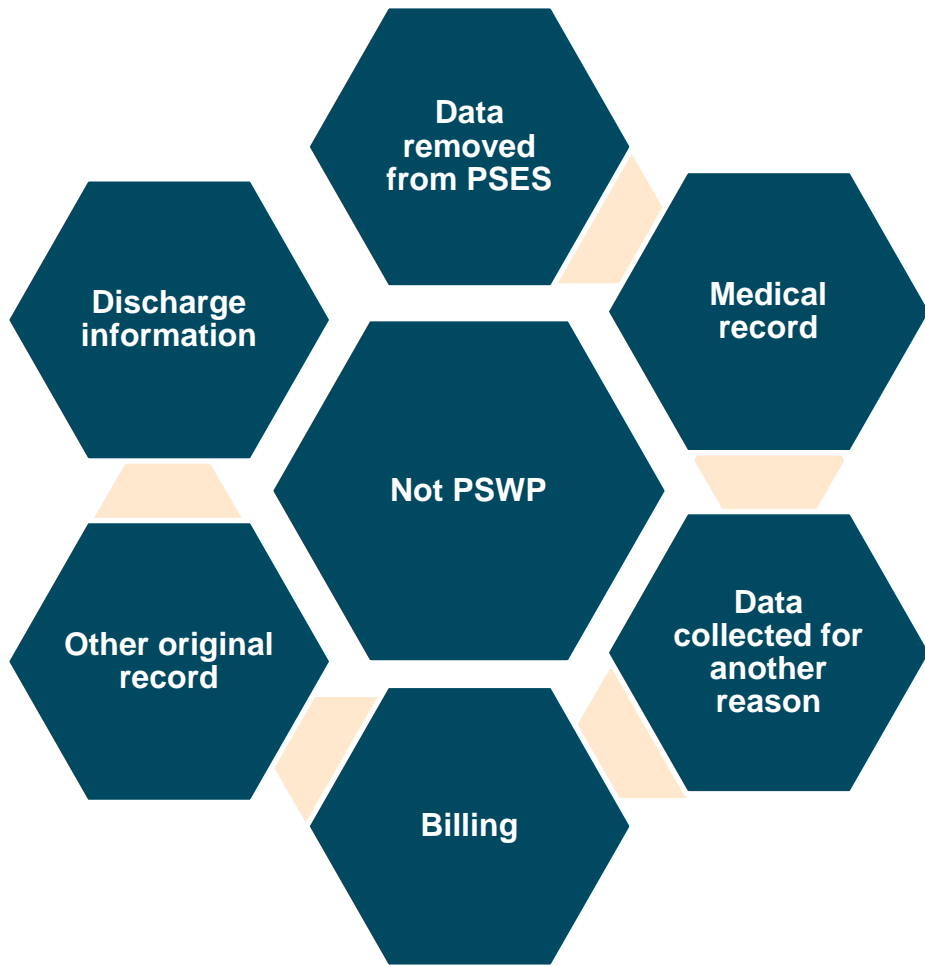 Data
removed
from PSES
Medical
record
Discharge
information
Not PSWP
Data
collected for
another
reason
Other original
record
Billing